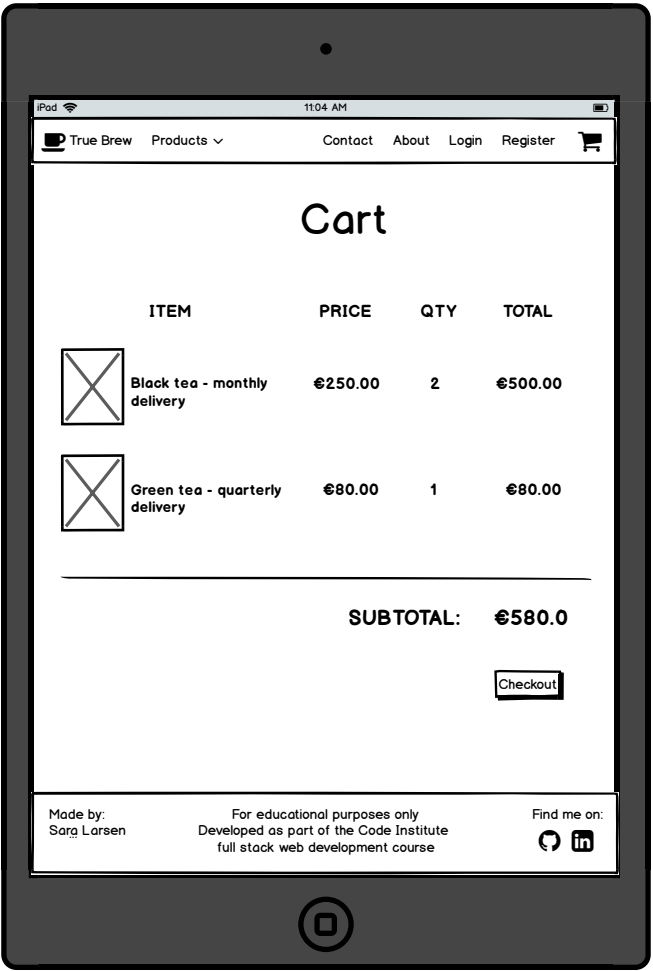 iPad 11:04 AM
True Brew Products Contact About Login Register
Cart
ITEM PRICE QTY TOTAL
Black tea - monthly €250.00 2 €500.00
delivery
Green tea - quarterly €80.00 1 €80.00
delivery
SUBTOTAL: €580.0
Checkout
Made by: For educational purposes only Find me on:
Sara Larsen Developed as part of the Code Institute
full stack web development course
in